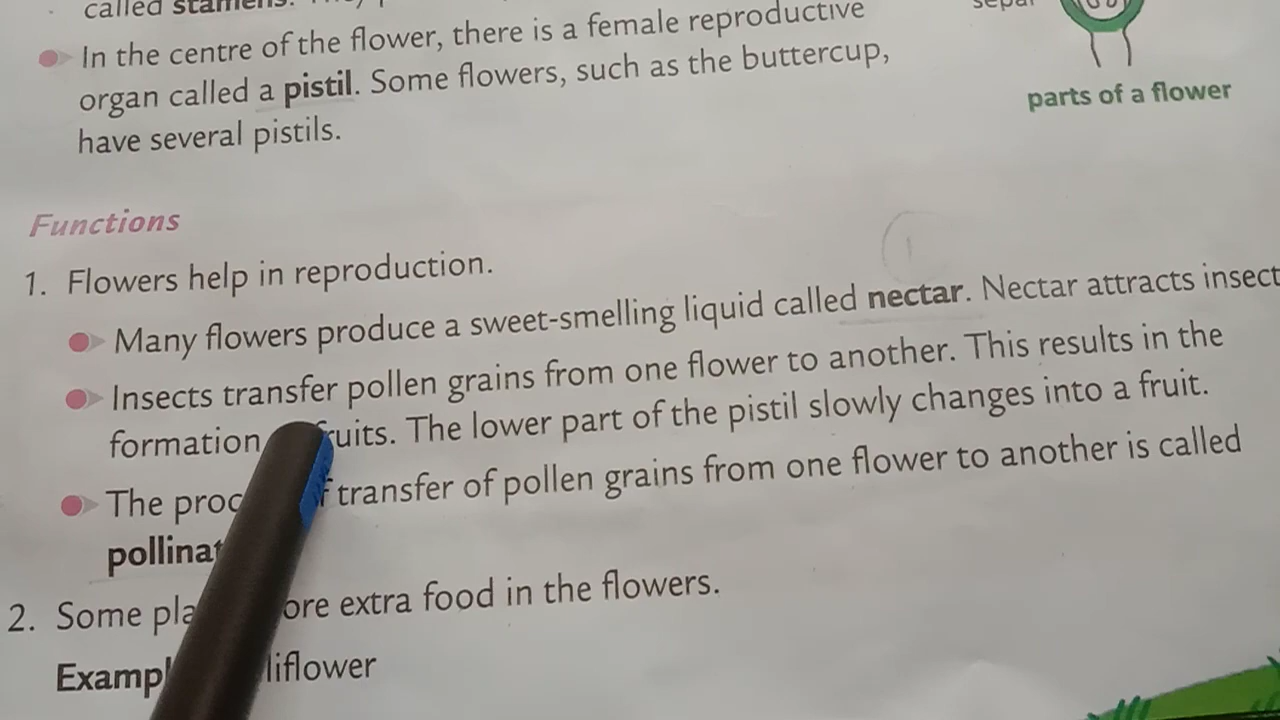 called stamens. They
In the centre of the flower, there is a female reproductive
organ called a pistil. Some flowers, such as the buttercup,
have several pistils.
sepal
parts of a flower
Functions
1. Flowers help in reproduction.
Many flowers produce a sweet-smelling liquid called nectar. Nectar attracts insect
Insects transfer pollen grains from one flower to another. This results in the
formation fruits. The lower part of the pistil slowly changes into a fruit.
The proc f transfer of pollen grains from one flower to another is called
pollinat
2. Some pla ore extra food in the flowers.
Exampl liflower